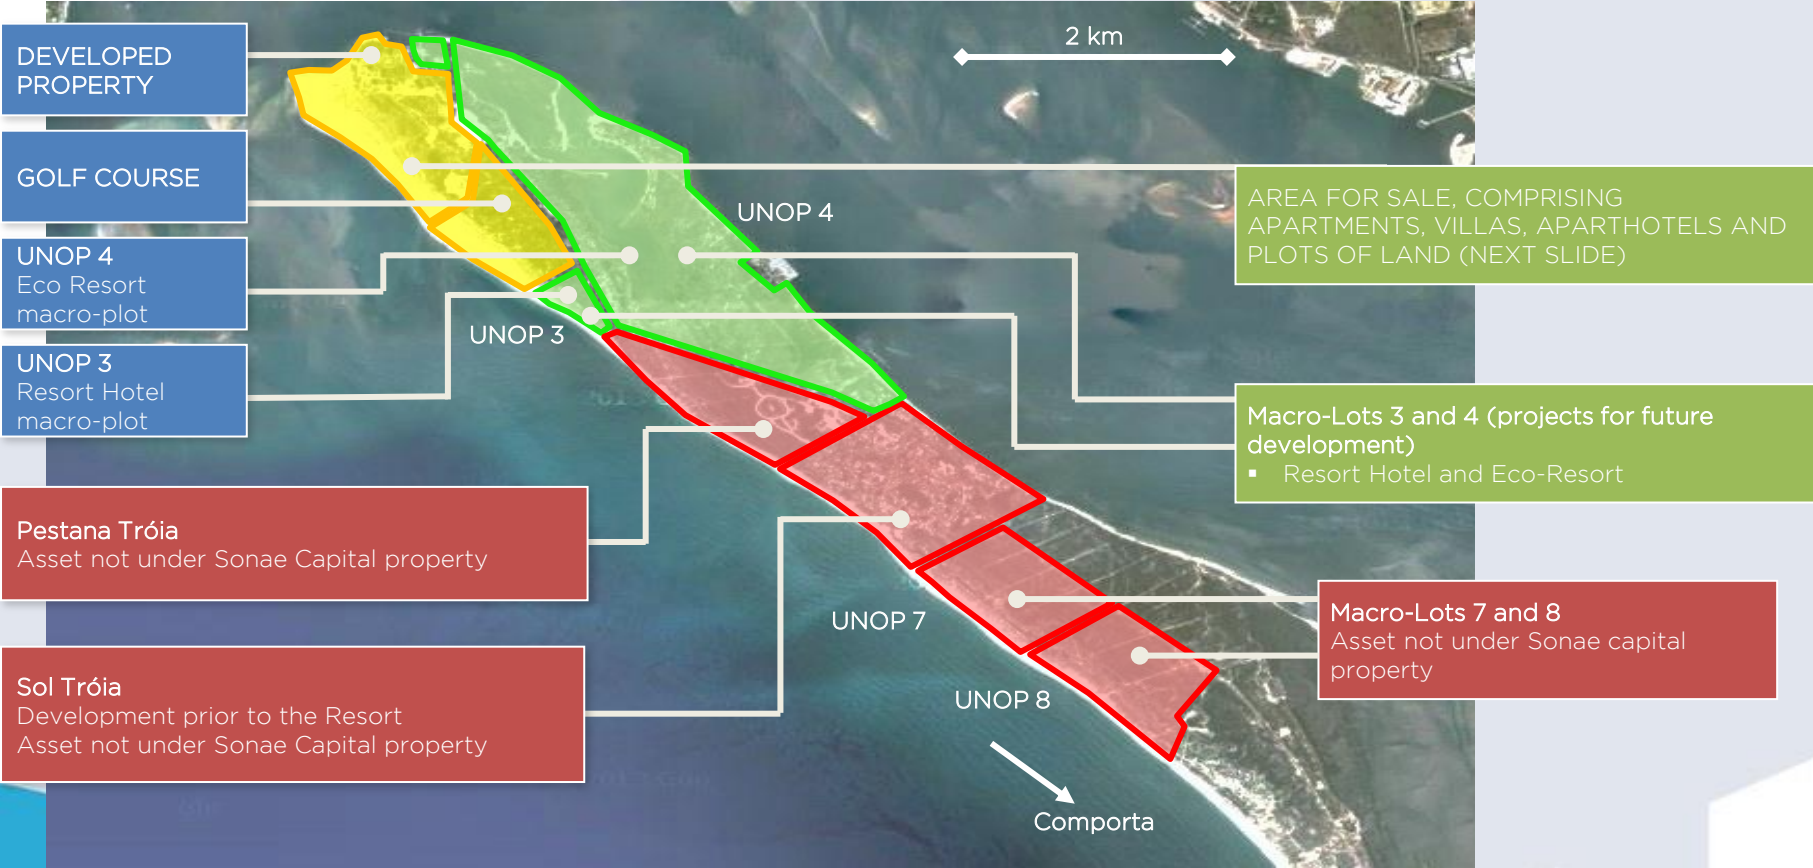 DEVELOPED
PROPERTY
GOLF COURSE
UNOP 4
Eco Resort
macro-plot
UNOP 3
Resort Hotel
macro-plot
Pestana Tróia
Asset not under Sonae Capital property
Sol Tróia
Development prior to the Resort
Asset not under Sonae Capital property
2 km
UNOP 4
UNOP 3
UNOP 7
UNOP 8
Comporta
AREA FOR SALE, COMPRISING
APARTMENTS, VILLAS, APARTHOTELS AND
PLOTS OF LAND (NEXT SLIDE)
Macro-Lots 3 and 4 (projects for future
development)
▪ Resort Hotel and Eco-Resort
Macro-Lots 7 and 8
Asset not under Sonae capital
property